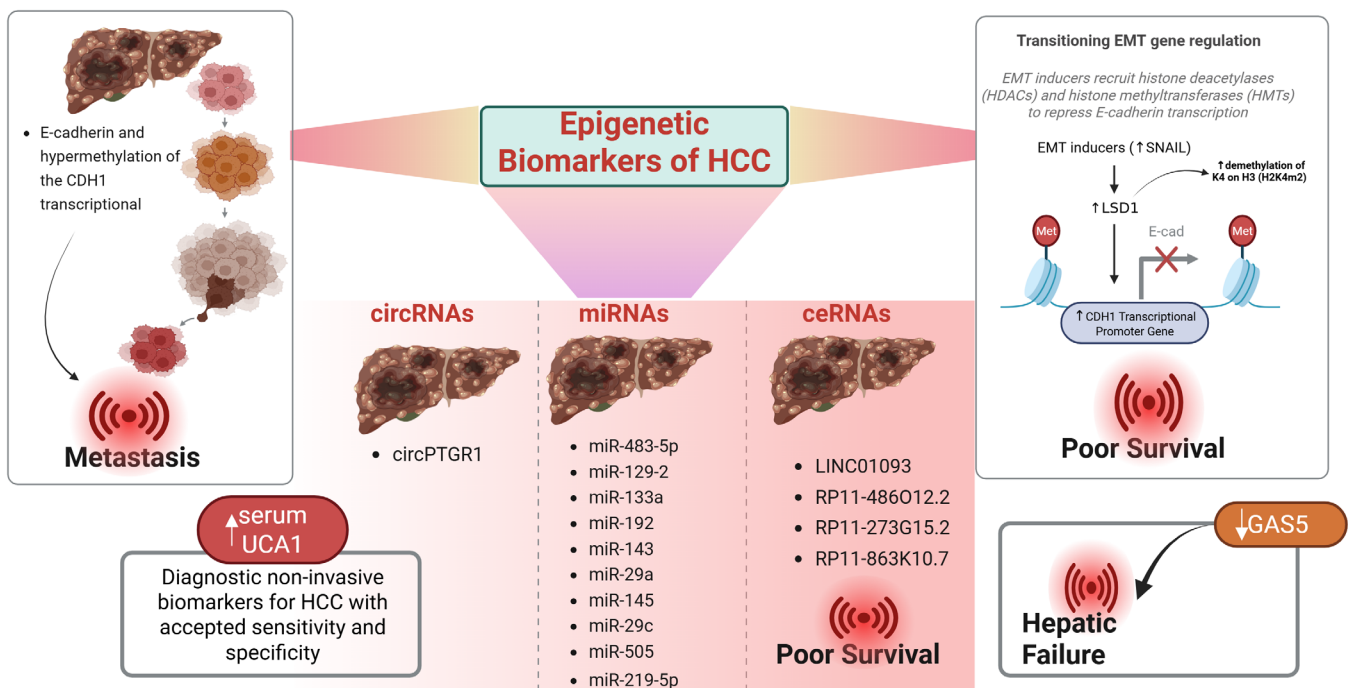 Epigenetic
Biomarkers of HCC
• E-cadherin and
hypermethylation of
the CDH1
transcriptional
Metastasis
↑serum
UCA1
Diagnostic non-invasive
biomarkers for HCC with
accepted sensitivity and
specificity
circRNAs
• circPTGR1
miRNAs
• miR-483-5p
• miR-129-2
• miR-133a
• miR-192
• miR-143
• miR-29a
• miR-145
• miR-29c
• miR-505
• miR-219-5p
ceRNAs
• LINC01093
• RP11-486O12.2
• RP11-273G15.2
• RP11-863K10.7
Poor Survival
Transitioning EMT gene regulation
EMT inducers recruit histone deacetylases
(HDACs) and histone methyltransferases (HMTs)
to repress E-cadherin transcription
EMT inducers (↑SNAIL)
↑demethylation of
K4 on H3 (H2K4m2)
↑LSD1
Met
E-cad
Met
↑CDH1 Transcriptional
Promoter Gene
Poor Survival
↓GAS5
Hepatic
Failure